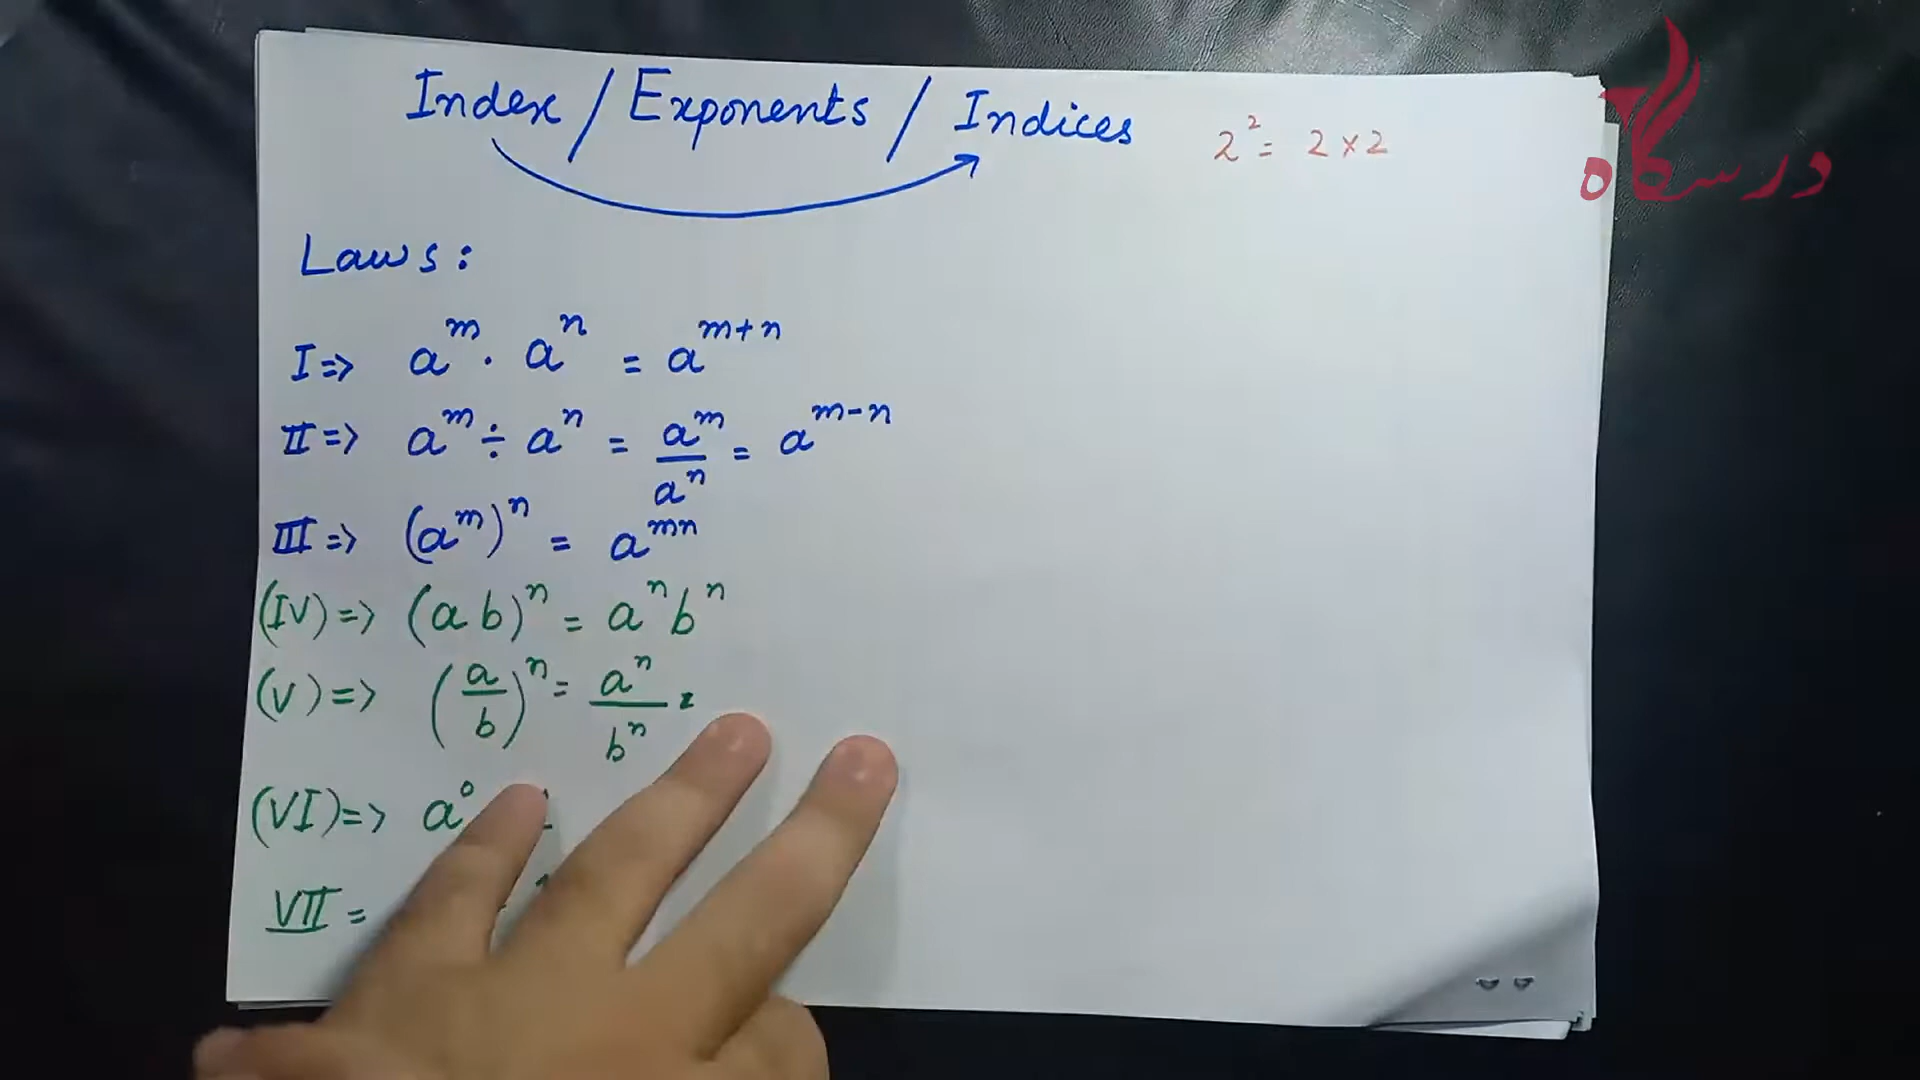 Index / Exponents / Indices
2² = 2 × 2
درسگاه
Laws :
I => aᵐ · aⁿ = aᵐ⁺ⁿ
II => aᵐ ÷ aⁿ = aᵐ/aⁿ = aᵐ⁻ⁿ
III => (aᵐ)ⁿ = aᵐⁿ
(IV) => (ab)ⁿ = aⁿbⁿ
(V) => (a/b)ⁿ = aⁿ/bⁿ
(VI) => a⁰
VII =